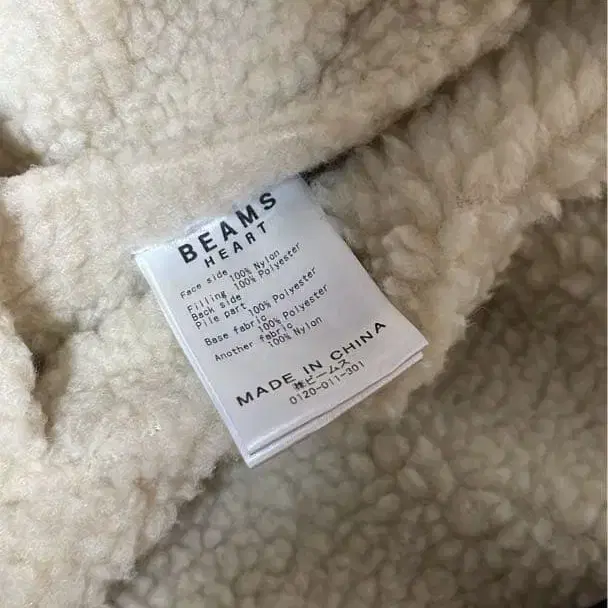 BEAMS
HEART
Face side 100% Nylon
Filling 100% Polyester
Back side
Pile part 100% Polyester
Base fabric 100% Polyester
Another fabric 100% Nylon
MADE IN CHINA
㈱ビームス
0120-011-301